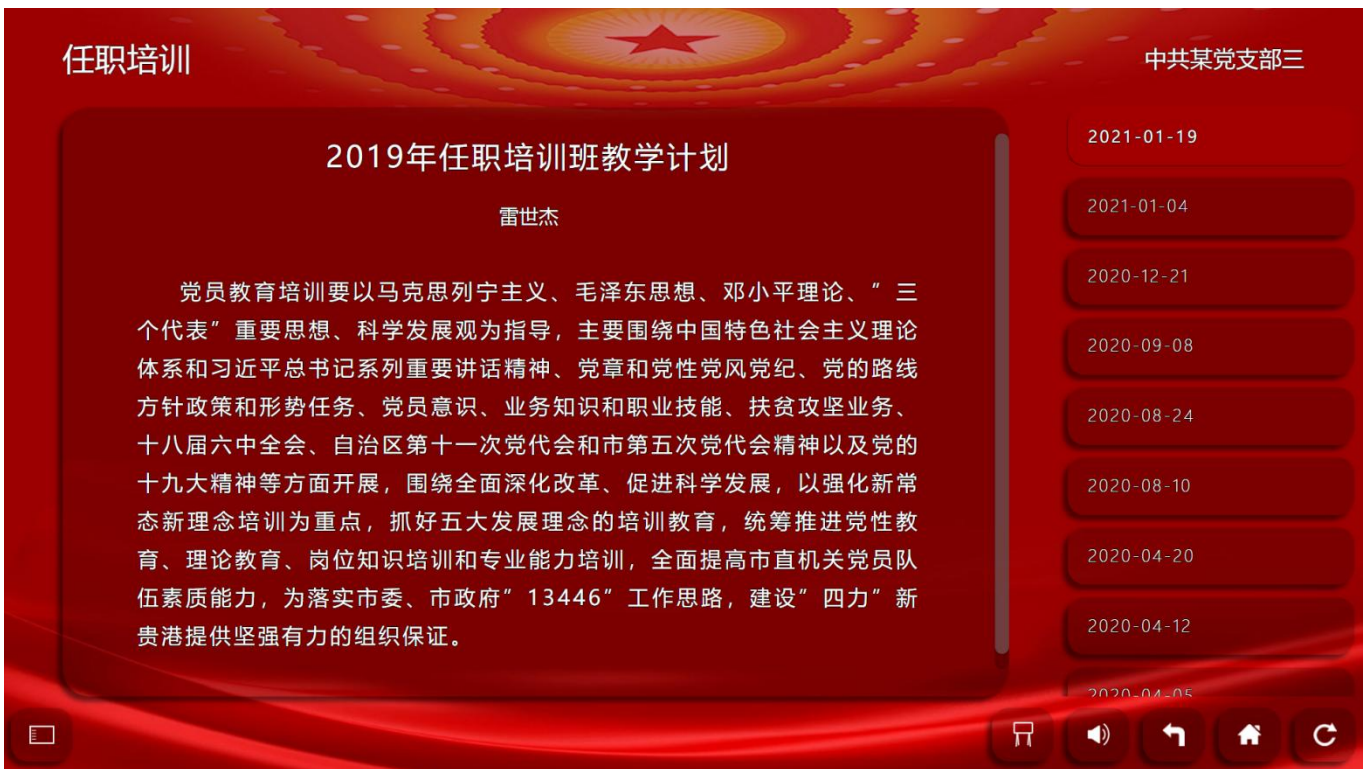 任职培训
中共某党支部三
2019年任职培训班教学计划
雷世杰
党员教育培训要以马克思列宁主义、毛泽东思想、邓小平理论、”三
个代表”重要思想、科学发展观为指导，主要围绕中国特色社会主义理论
体系和习近平总书记系列重要讲话精神、党章和党性党风党纪、党的路线
方针政策和形势任务、党员意识、业务知识和职业技能、扶贫攻坚业务、
十八届六中全会、自治区第十一次党代会和市第五次党代会精神以及党的
十九大精神等方面开展，围绕全面深化改革、促进科学发展，以强化新常
态新理念培训为重点，抓好五大发展理念的培训教育，统筹推进党性教
育、理论教育、岗位知识培训和专业能力培训，全面提高市直机关党员队
伍素质能力，为落实市委、市政府”13446”工作思路，建设”四力”新
贵港提供坚强有力的组织保证。
2021-01-19
2021-01-04
2020-12-21
2020-09-08
2020-08-24
2020-08-10
2020-04-20
2020-04-12
2020-04-05